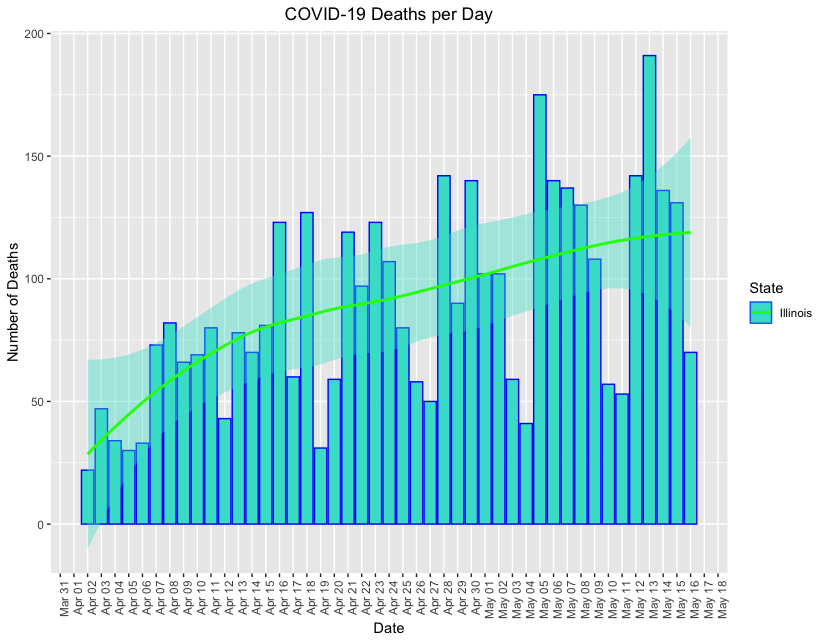 COVID-19 Deaths per Day
Number of Deaths
200
150
100
50
0
Mar 31
Apr 01
Apr 02
Apr 03
Apr 04
Apr 05
Apr 06
Apr 07
Apr 08
Apr 09
Apr 10
Apr 11
Apr 12
Apr 13
Apr 14
Apr 15
Apr 16
Apr 17
Apr 18
Apr 19
Apr 20
Apr 21
Apr 22
Apr 23
Apr 24
Apr 25
Apr 26
Apr 27
Apr 28
Apr 29
Apr 30
May 01
May 02
May 03
May 04
May 05
May 06
May 07
May 08
May 09
May 10
May 11
May 12
May 13
May 14
May 15
May 16
May 17
May 18
Date
State
Illinois